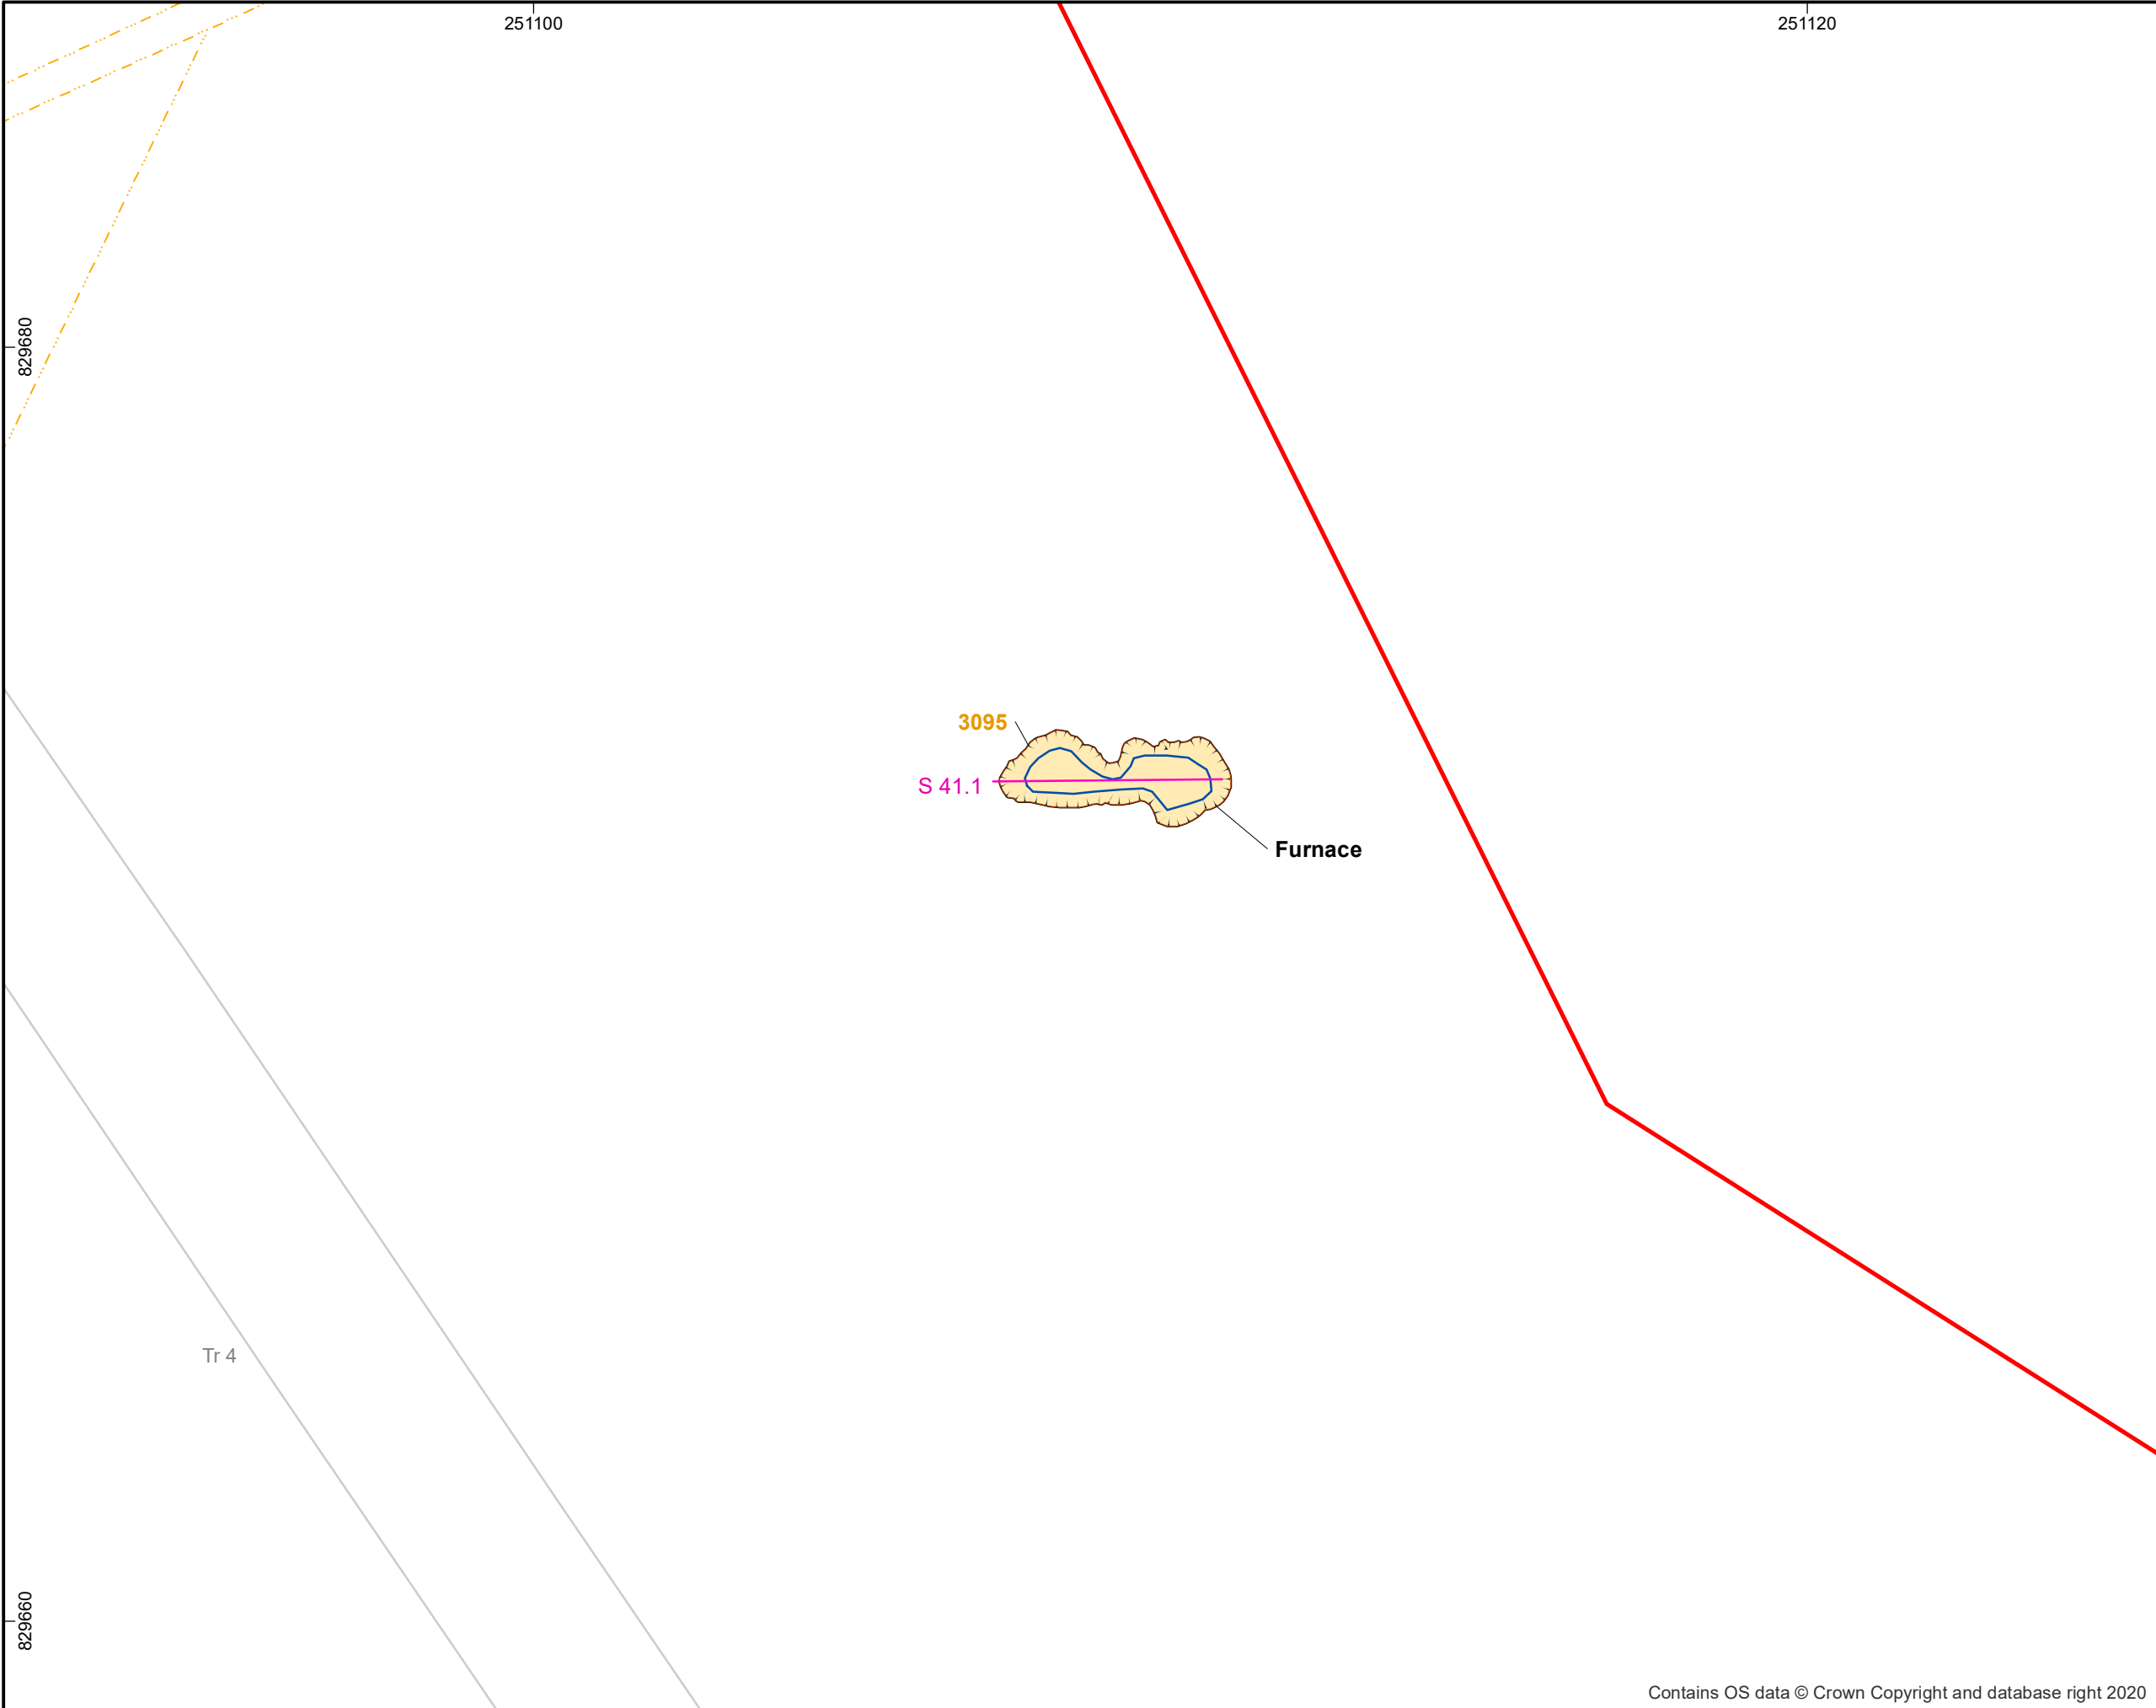 251100
251120
829680
3095
S 41.1
Furnace
Tr 4
829660
Contains OS data © Crown Copyright and database right 2020